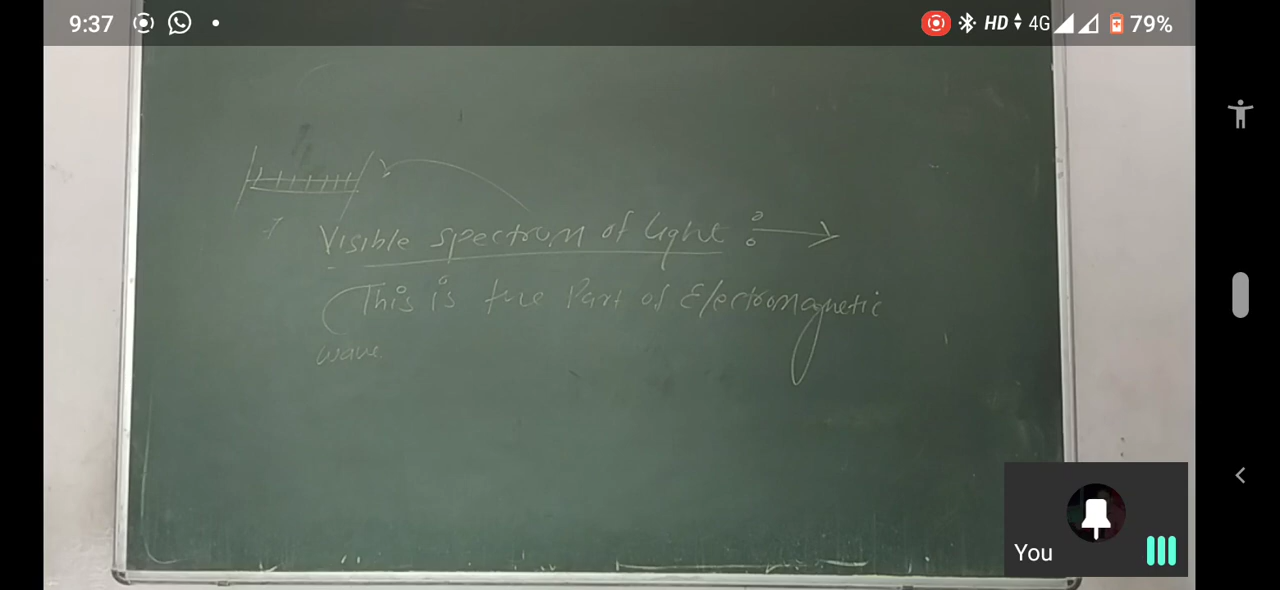 9:37
HD 4G 79%
Visible spectrum of light :→
This is the Part of Electromagnetic
wave
You